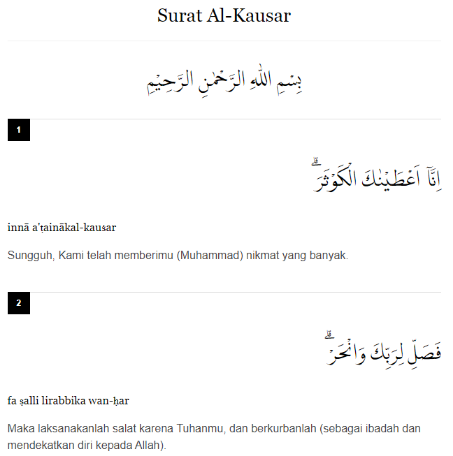 Surat Al-Kausar
بِسْمِ اللّٰهِ الرَّحْمٰنِ الرَّحِيْمِ
1
اِنَّآ اَعْطَيْنٰكَ الْكَوْثَرَۗ
innā a‘ṭainākal-kauṡar
Sungguh, Kami telah memberimu (Muhammad) nikmat yang banyak.
2
فَصَلِّ لِرَبِّكَ وَانْحَرْۗ
fa ṣalli lirabbika wan-ḥar
Maka laksanakanlah salat karena Tuhanmu, dan berkurbanlah (sebagai ibadah dan
mendekatkan diri kepada Allah).